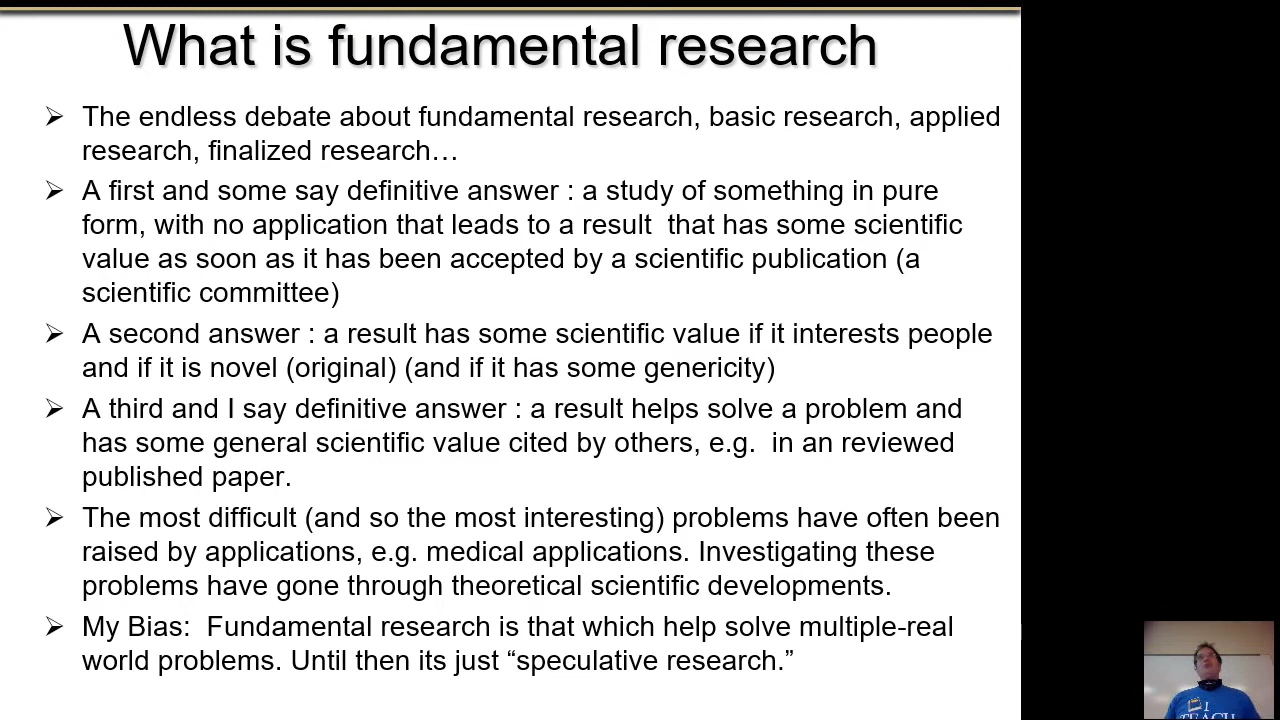 What is fundamental research
The endless debate about fundamental research, basic research, applied
research, finalized research…
A first and some say definitive answer : a study of something in pure
form, with no application that leads to a result  that has some scientific
value as soon as it has been accepted by a scientific publication (a
scientific committee)
A second answer : a result has some scientific value if it interests people
and if it is novel (original) (and if it has some genericity)
A third and I say definitive answer : a result helps solve a problem and
has some general scientific value cited by others, e.g.  in an reviewed
published paper.
The most difficult (and so the most interesting) problems have often been
raised by applications, e.g. medical applications. Investigating these
problems have gone through theoretical scientific developments.
My Bias:  Fundamental research is that which help solve multiple-real
world problems. Until then its just “speculative research.”
I
TEACH